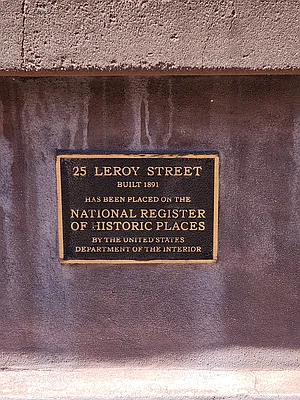 25 LEROY STREET
BUILT 1891
HAS BEEN PLACED ON THE
NATIONAL REGISTER
OF HISTORIC PLACES
BY THE UNITED STATES
DEPARTMENT OF THE INTERIOR